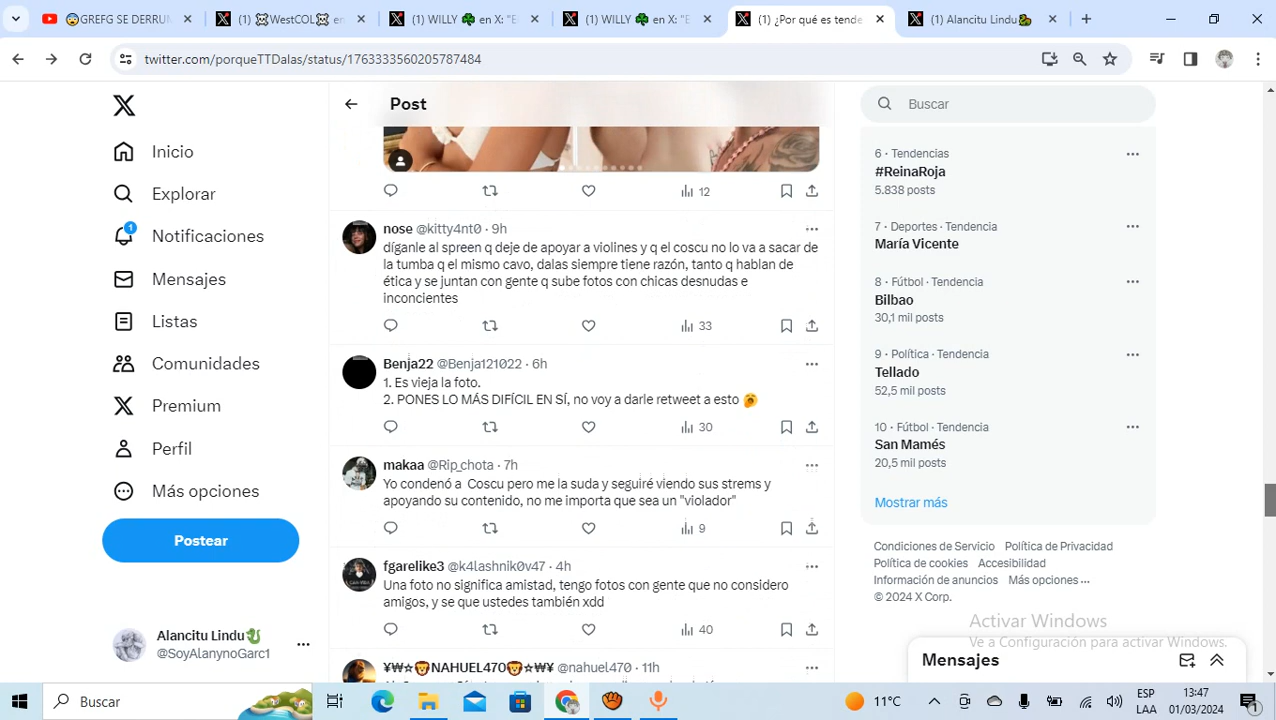 😊GREFG SE DERRUM
(1) ☠WestCOL☠ en
(1) WILLY 🍀 en X: "E
(1) WILLY 🍀 en X: "E
(1) ¿Por qué es tende
(1) Alancitu Lindu🐉
twitter.com/porqueTTDalas/status/1763333560205787484
Post
Buscar
Inicio
Explorar
1
Notificaciones
Mensajes
Listas
Comunidades
Premium
Perfil
Más opciones
Postear
Alancitu Lindu🐉
@SoyAlanynoGarc1
12
nose @kitty4nt0 · 9h
díganle al spreen q deje de apoyar a violines y q el coscu no lo va a sacar de
la tumba q el mismo cavo, dalas siempre tiene razón, tanto q hablan de
ética y se juntan con gente q sube fotos con chicas desnudas e
inconcientes
33
Benja22 @Benja121022 · 6h
1. Es vieja la foto.
2. PONES LO MÁS DIFÍCIL EN SÍ, no voy a darle retweet a esto 🥱
30
makaa @Rip_chota · 7h
Yo condenó a Coscu pero me la suda y seguiré viendo sus strems y
apoyando su contenido, no me importa que sea un "violador"
9
fgarelike3 @k4lashnik0v47 · 4h
Una foto no significa amistad, tengo fotos con gente que no considero
amigos, y se que ustedes también xdd
40
¥₩☆🦁NAHUEL470🦁☆₩¥ @nahuel470 · 11h
6 · Tendencias
#ReinaRoja
5.838 posts
7 · Deportes · Tendencia
María Vicente
8 · Fútbol · Tendencia
Bilbao
30,1 mil posts
9 · Política · Tendencia
Tellado
52,5 mil posts
10 · Fútbol · Tendencia
San Mamés
20,5 mil posts
Mostrar más
Condiciones de Servicio Política de Privacidad
Política de cookies Accesibilidad
Información de anuncios Más opciones ···
© 2024 X Corp.
Activar Windows
Ve a Configuración para activar Windows.
Mensajes
Buscar
11°C
ESP
LAA
13:47
01/03/2024
1